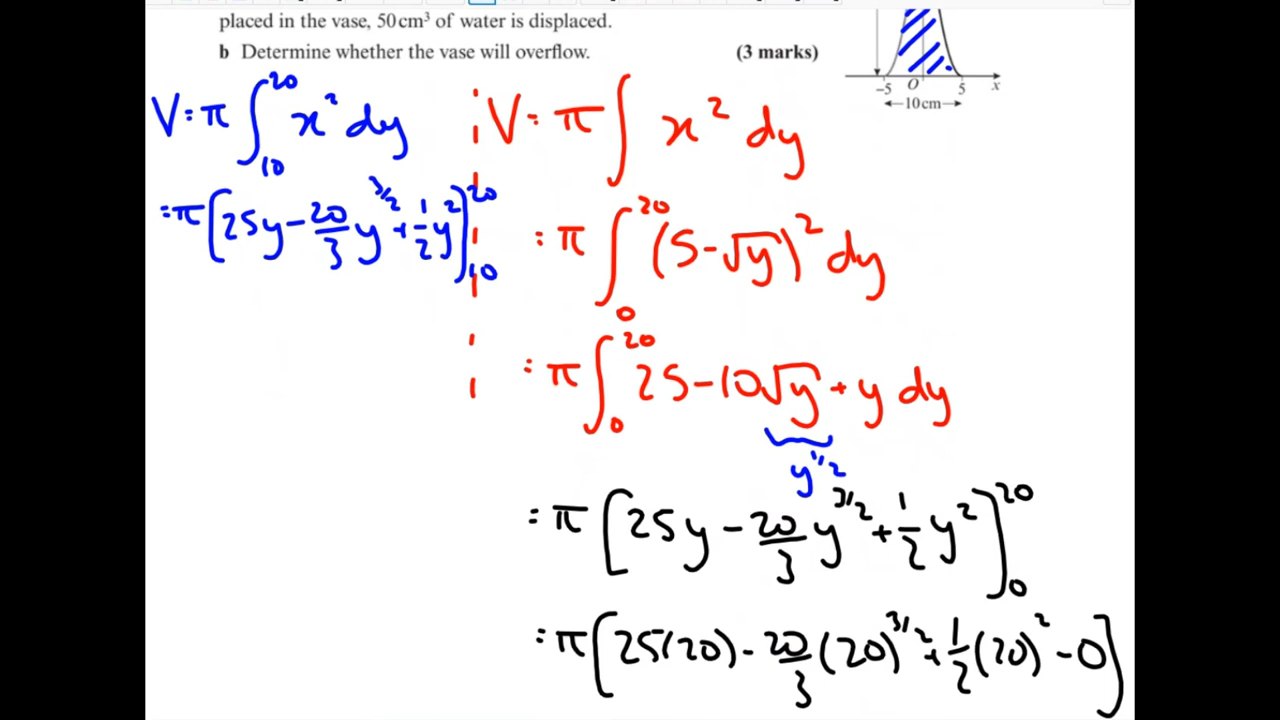 placed in the vase, 50 cm³ of water is displaced.
b Determine whether the vase will overflow. (3 marks)
-5 O 5 x
10cm
V=π∫₁₀²⁰ x² dy
=π[25y-20/3 y^(3/2)+1/2 y²]₁₀²⁰
V=π∫ x² dy
=π∫₀²⁰ (5-√y)² dy
=π∫₀²⁰ 25-10√y+y dy
y^(1/2)
=π[25y-20/3 y^(3/2)+1/2 y²]₀²⁰
=π[25(20)-20/3 (20)^(3/2)+1/2 (20)²-0]